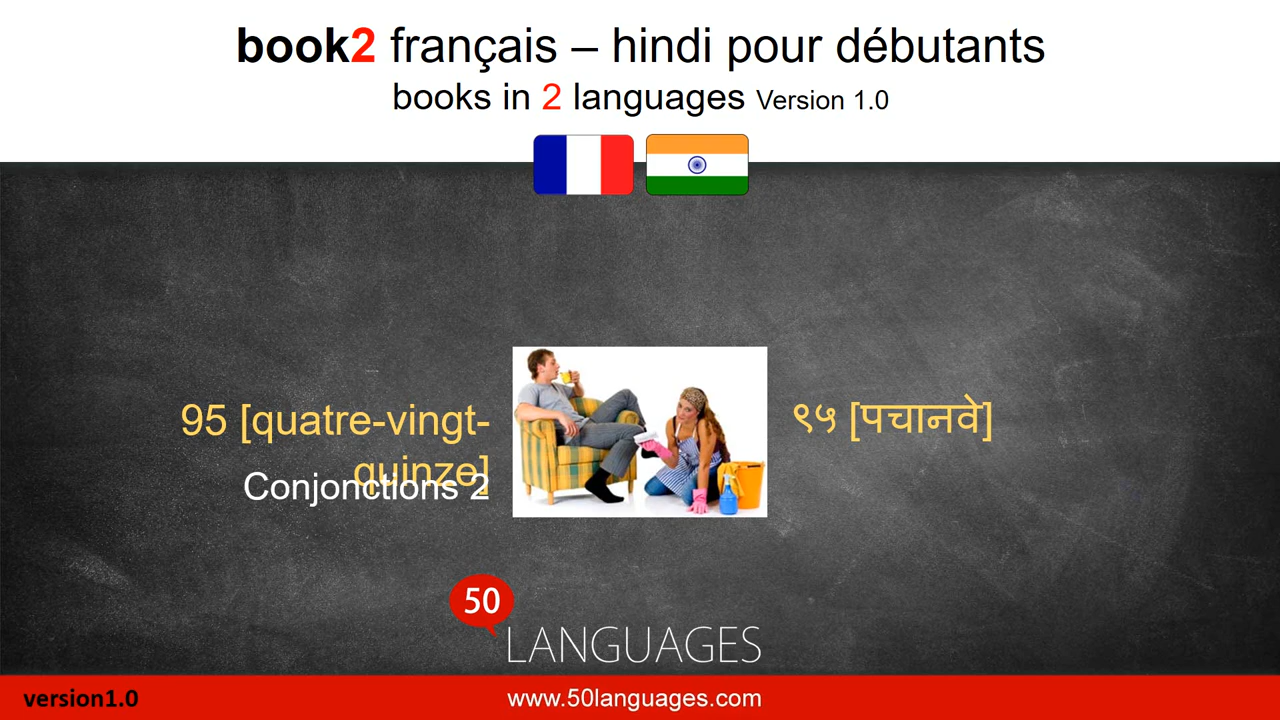 book2 français – hindi pour débutants
books in 2 languages Version 1.0
95 [quatre-vingt-
quinze]
Conjonctions 2
९५ [पचानवे]
50
LANGUAGES
version1.0
www.50languages.com